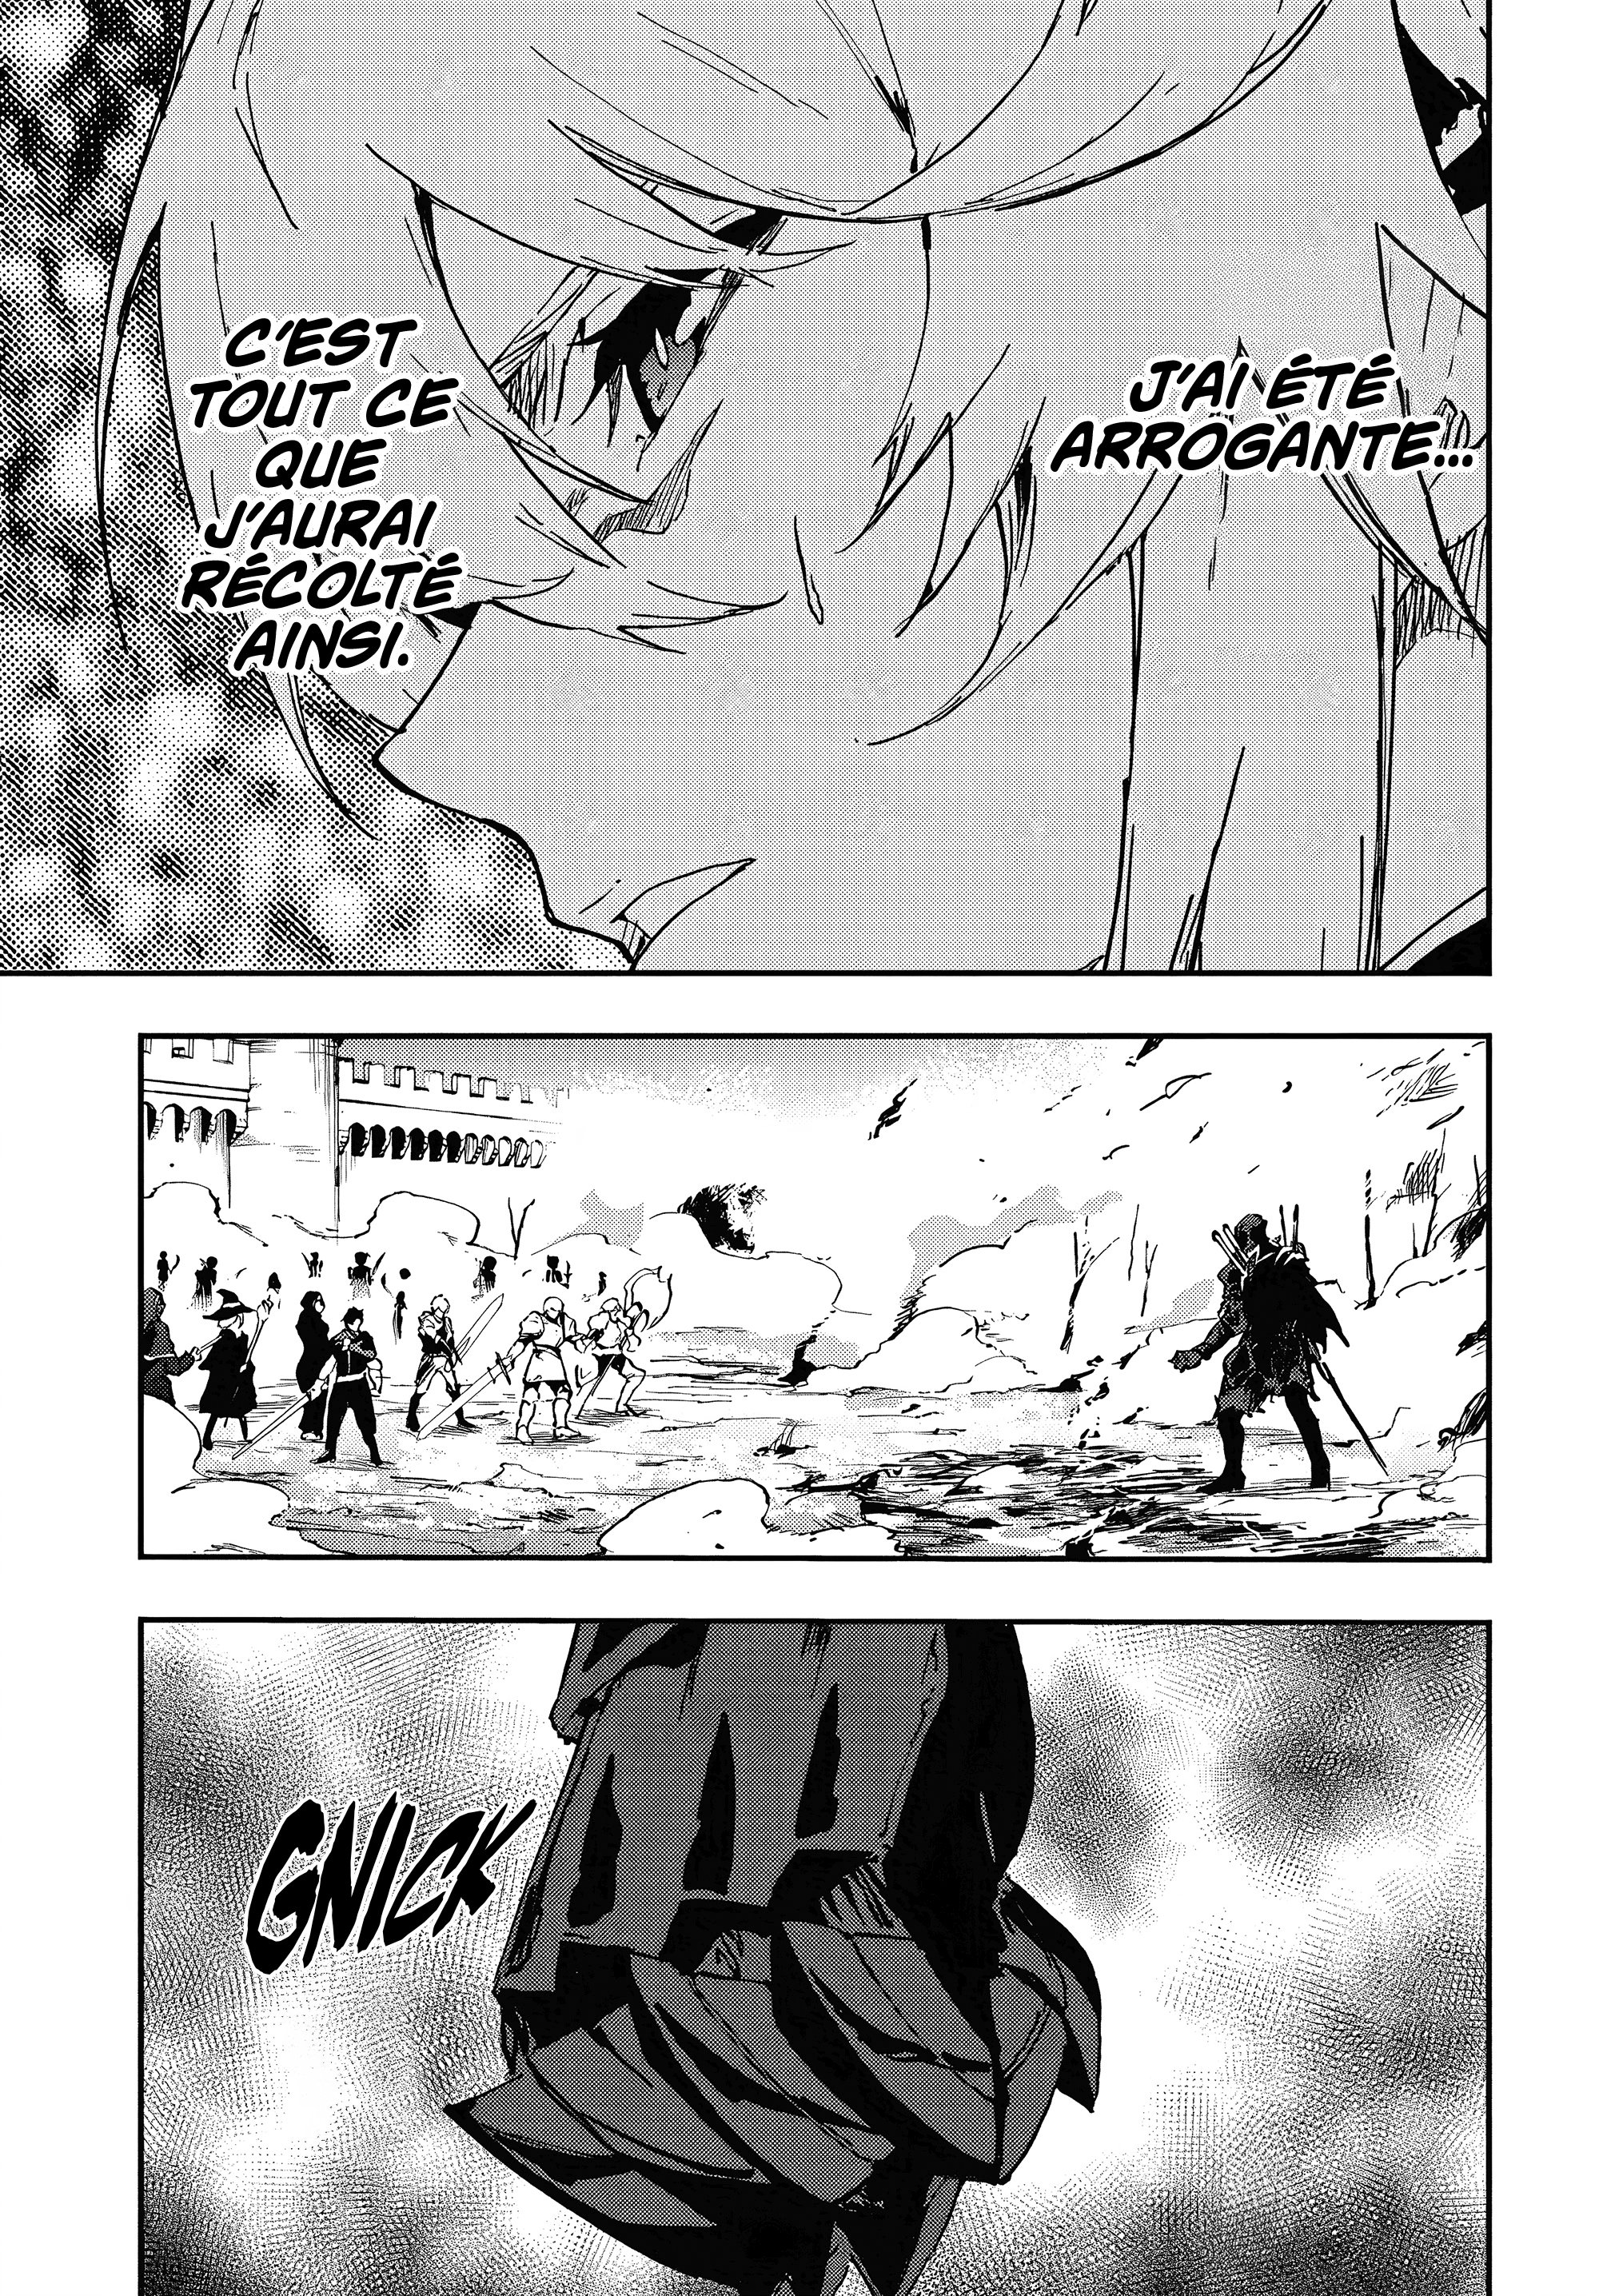 J'AI ÉTÉ
ARROGANTE...
C'EST
TOUT CE
QUE
J'AURAI
RÉCOLTÉ
AINSI.
GNICK